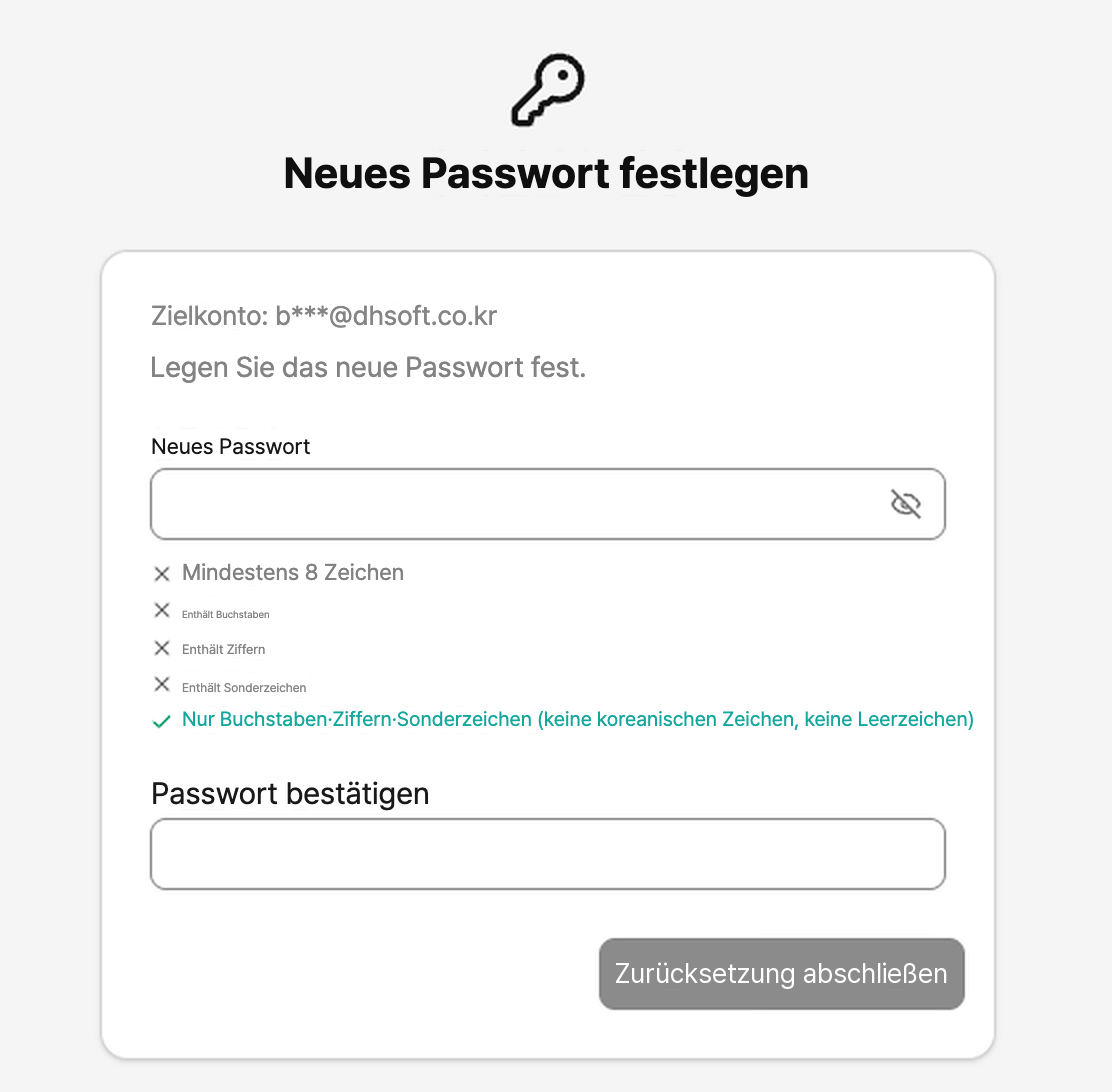 Neues Passwort festlegen
Zielkonto: b***@dhsoft.co.kr
Legen Sie das neue Passwort fest.
Neues Passwort
Mindestens 8 Zeichen
Enthält Buchstaben
Enthält Ziffern
Enthält Sonderzeichen
Nur Buchstaben·Ziffern·Sonderzeichen (keine koreanischen Zeichen, keine Leerzeichen)
Passwort bestätigen
Zurücksetzung abschließen